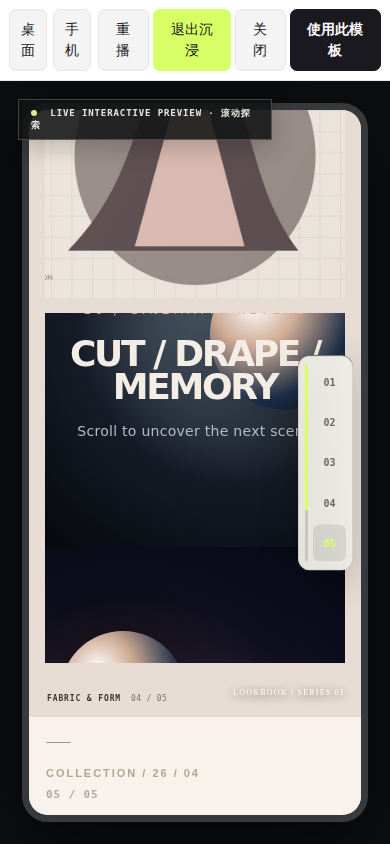 桌面
手机
重播
退出沉浸
关闭
使用此模板
LIVE INTERACTIVE PREVIEW · 滚动探
索
CUT / DRAPE /
MEMORY
Scroll to uncover the next scen
01
02
03
04
05
FABRIC & FORM 04 / 05
LOOKBOOK / SERIES 01
COLLECTION / 26 / 04
05 / 05